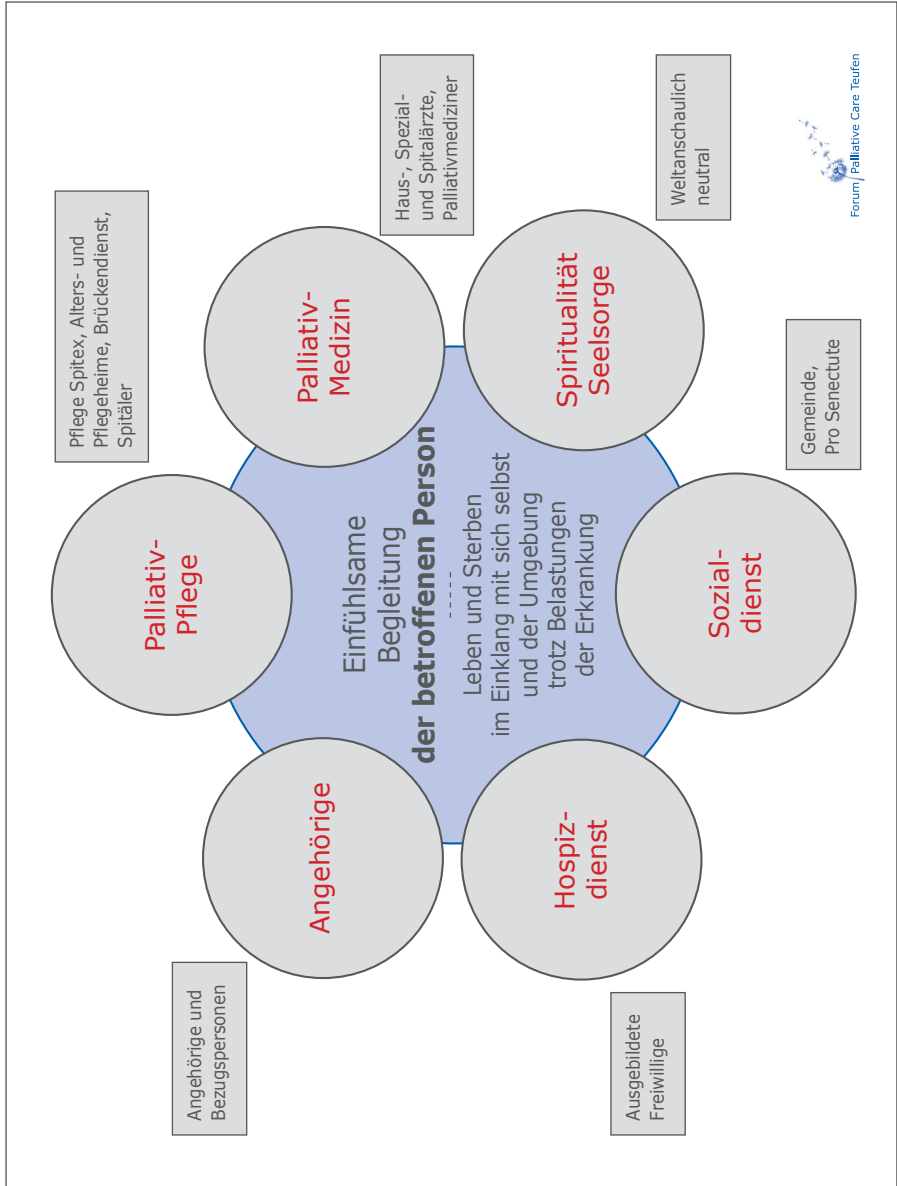 Pflege Spitex, Alters- und
Pflegeheime, Brückendienst,
Spitäler
Palliativ-
Pflege
Angehörige und
Bezugspersonen
Angehörige
Palliativ-
Medizin
Haus-, Spezial-
und Spitalärzte,
Palliativmediziner
Einfühlsame
Begleitung
der betroffenen Person
-----
Leben und Sterben
im Einklang mit sich selbst
und der Umgebung
trotz Belastungen
der Erkrankung
Hospiz-
dienst
Ausgebildete
Freiwillige
Spiritualität
Seelsorge
Weltanschaulich
neutral
Sozial-
dienst
Gemeinde,
Pro Senectute
Forum Palliative Care Teufen